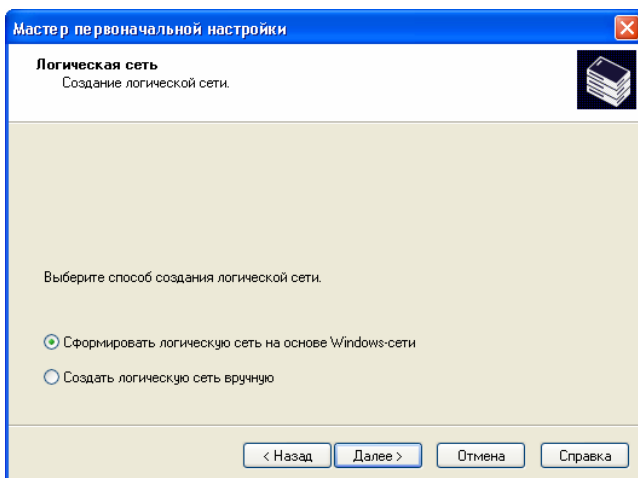 Мастер первоначальной настройки
Логическая сеть
Создание логической сети.
Выберите способ создания логической сети.
Сформировать логическую сеть на основе Windows-сети
Создать логическую сеть вручную
< Назад Далее > Отмена Справка